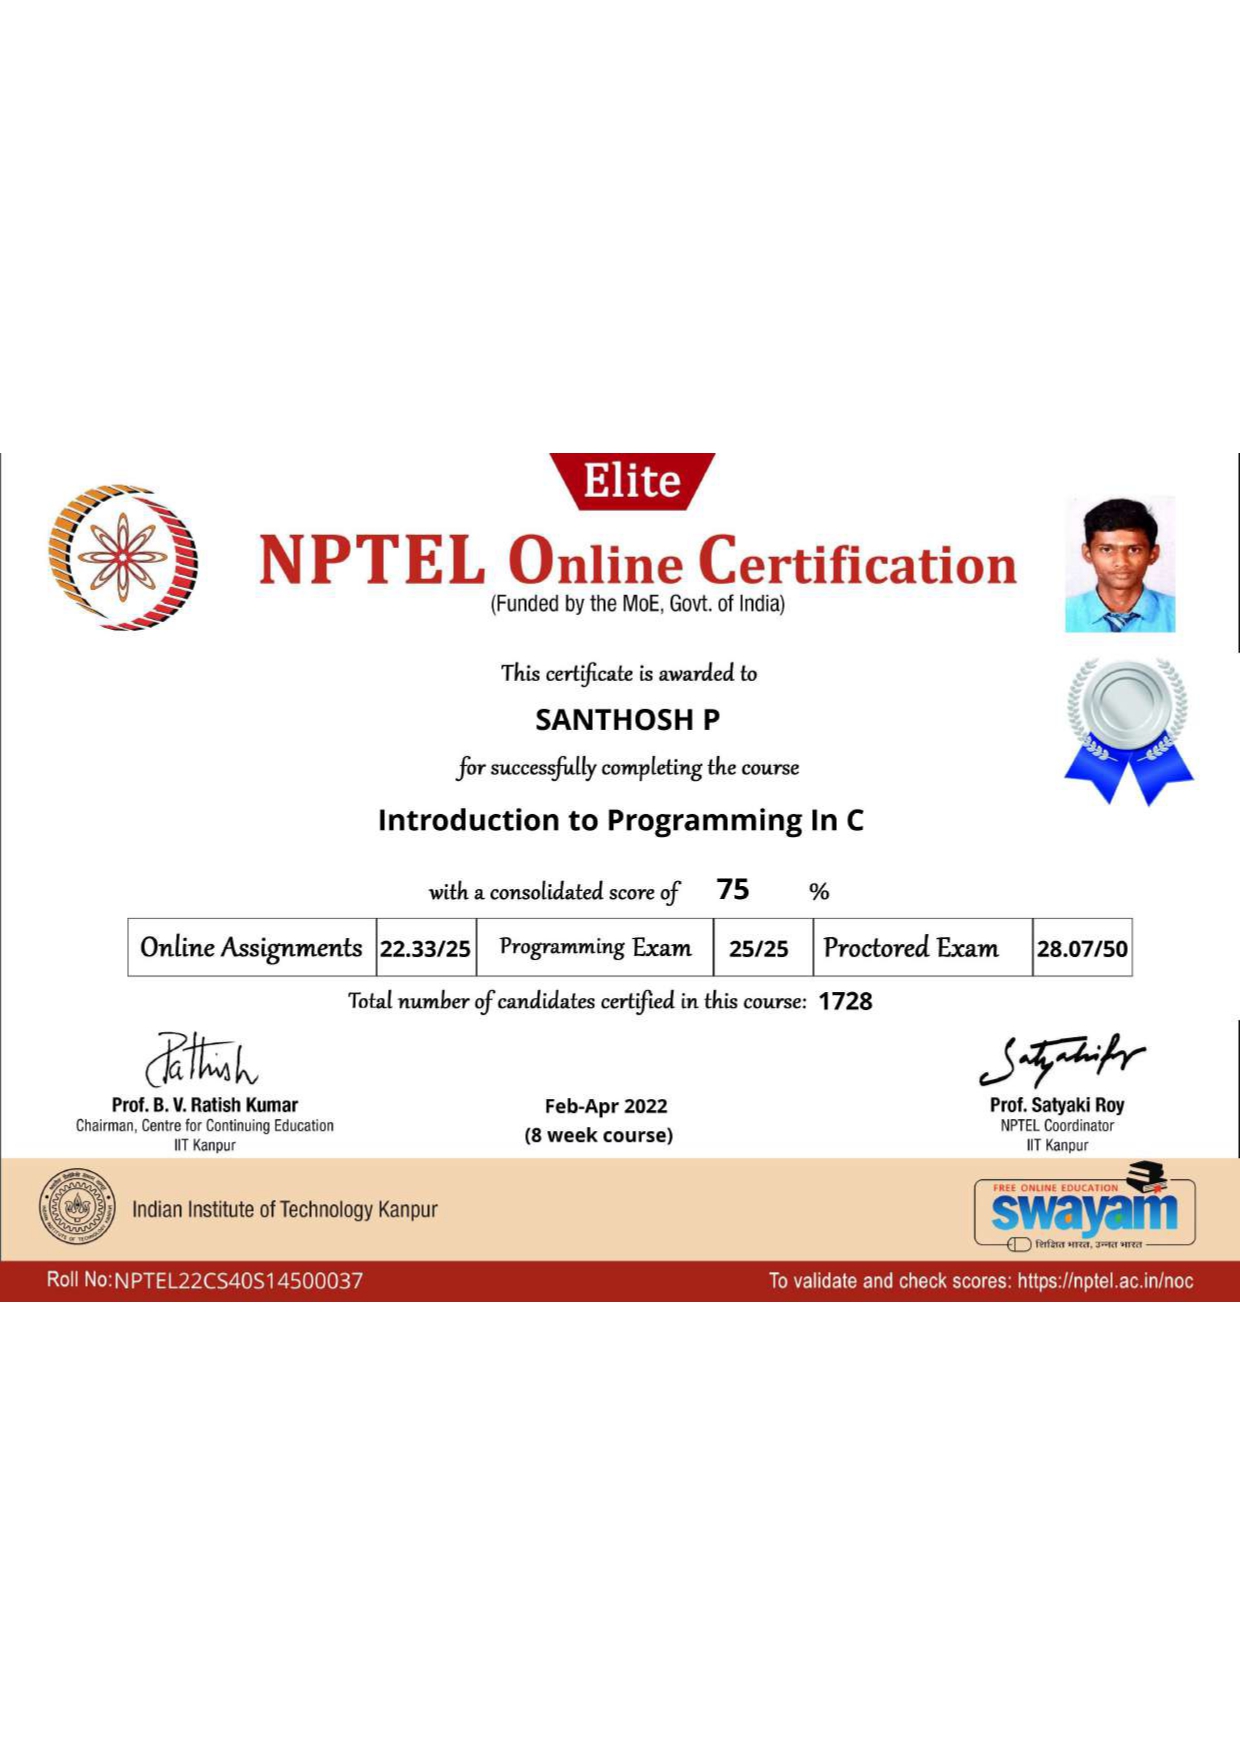 Elite
NPTEL Online Certification
(Funded by the MoE, Govt. of India)
This certificate is awarded to
SANTHOSH P
for successfully completing the course
Introduction to Programming In C
with a consolidated score of 75 %
Online Assignments 22.33/25 Programming Exam 25/25 Proctored Exam 28.07/50
Total number of candidates certified in this course: 1728
Prof. B. V. Ratish Kumar
Chairman, Centre for Continuing Education
IIT Kanpur
Feb-Apr 2022
(8 week course)
Prof. Satyaki Roy
NPTEL Coordinator
IIT Kanpur
Indian Institute of Technology Kanpur
FREE ONLINE EDUCATION
swayam
शिक्षित भारत, उन्नत भारत
Roll No:NPTEL22CS40S14500037
To validate and check scores: https://nptel.ac.in/noc